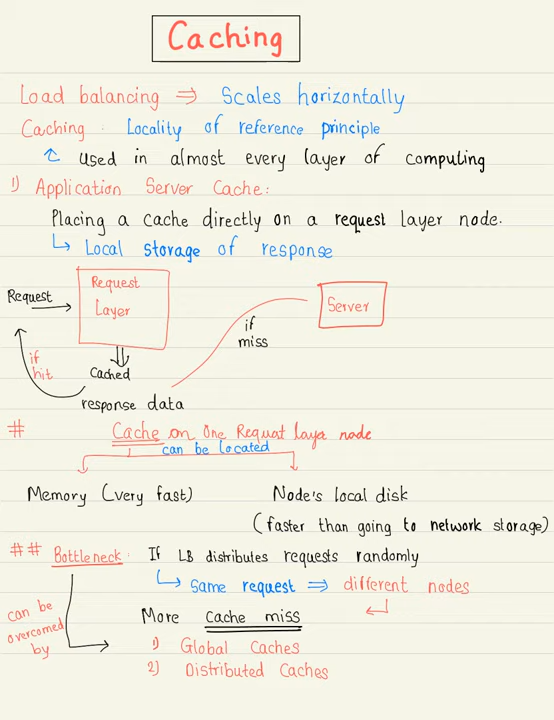 Caching
Load balancing ⇒ Scales horizontally
Caching : Locality of reference principle
↑ Used in almost every layer of computing
1) Application Server Cache:
Placing a cache directly on a request layer node.
↳ Local storage of response
Request
Request
Layer
Server
if
miss
if
hit
Cached
response data
# Cache on One Request layer node
can be located
Memory (very fast)
Node's local disk
(faster than going to network storage)
## Bottleneck: If LB distributes requests randomly
↳ Same request ⇒ different nodes
can be
overcomed
by
More Cache miss
1) Global Caches
2) Distributed Caches